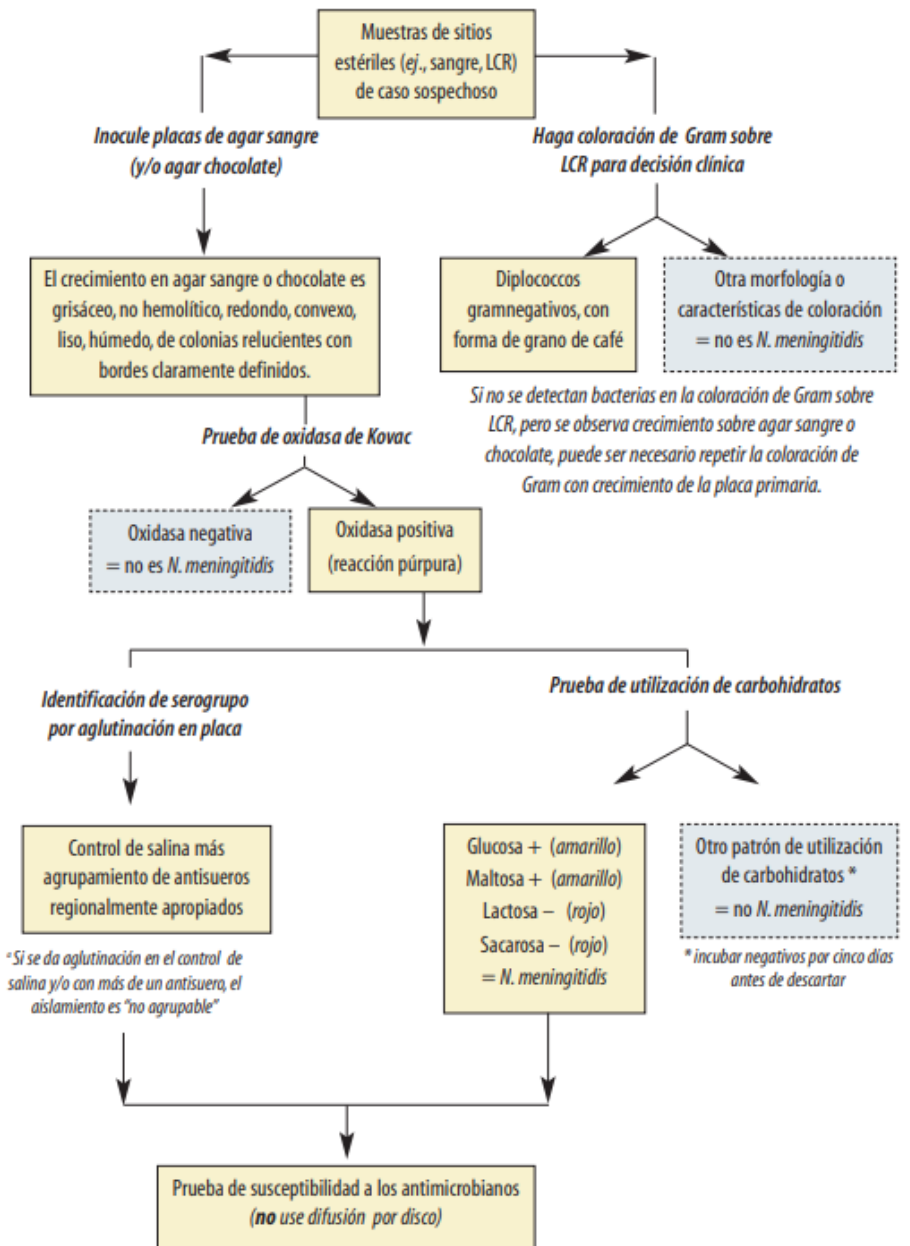 Muestras de sitios
estériles (ej., sangre, LCR)
de caso sospechoso
Inocule placas de agar sangre
(y/o agar chocolate)
Haga coloración de Gram sobre
LCR para decisión clínica
El crecimiento en agar sangre o chocolate es
grisáceo, no hemolítico, redondo, convexo,
liso, húmedo, de colonias relucientes con
bordes claramente definidos.
Diplococcos
gramnegativos, con
forma de grano de café
Otra morfología o
características de coloración
= no es N. meningitidis
Si no se detectan bacterias en la coloración de Gram sobre
LCR, pero se observa crecimiento sobre agar sangre o
chocolate, puede ser necesario repetir la coloración de
Gram con crecimiento de la placa primaria.
Prueba de oxidasa de Kovac
Oxidasa negativa
= no es N. meningitidis
Oxidasa positiva
(reacción púrpura)
Identificación de serogrupo
por aglutinación en placa
Prueba de utilización de carbohidratos
Control de salina más
agrupamiento de antisueros
regionalmente apropiados
ª Si se da aglutinación en el control de
salina y/o con más de un antisuero, el
aislamiento es “no agrupable”
Glucosa + (amarillo)
Maltosa + (amarillo)
Lactosa – (rojo)
Sacarosa – (rojo)
= N. meningitidis
Otro patrón de utilización
de carbohidratos *
= no N. meningitidis
* incubar negativos por cinco días
antes de descartar
Prueba de susceptibilidad a los antimicrobianos
(no use difusión por disco)